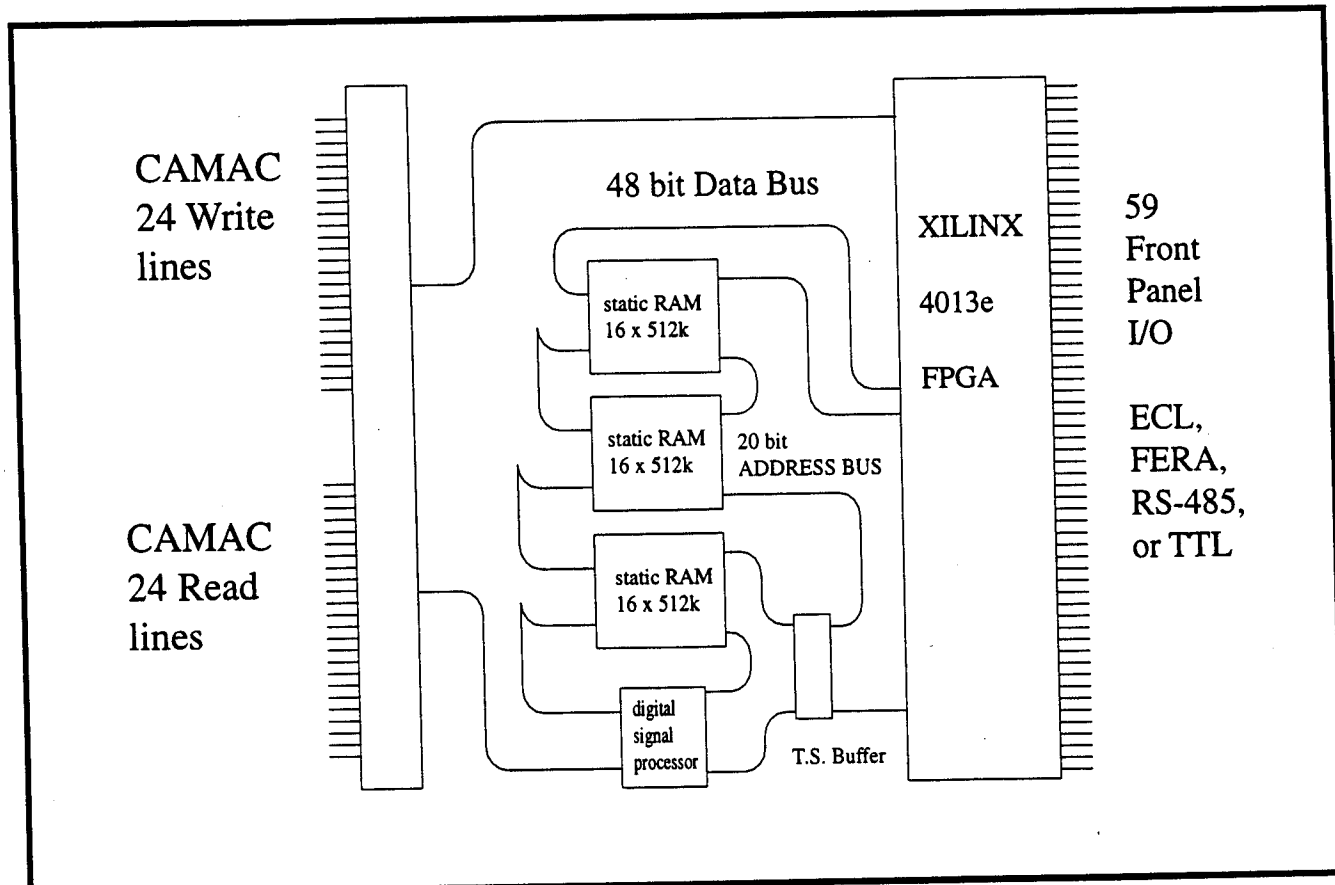 CAMAC
24 Write
lines
CAMAC
24 Read
lines
48 bit Data Bus
static RAM
16 x 512k
static RAM
16 x 512k
20 bit
ADDRESS BUS
static RAM
16 x 512k
digital
signal
processor
T.S. Buffer
XILINX
4013e
FPGA
59
Front
Panel
I/O
ECL,
FERA,
RS-485,
or TTL